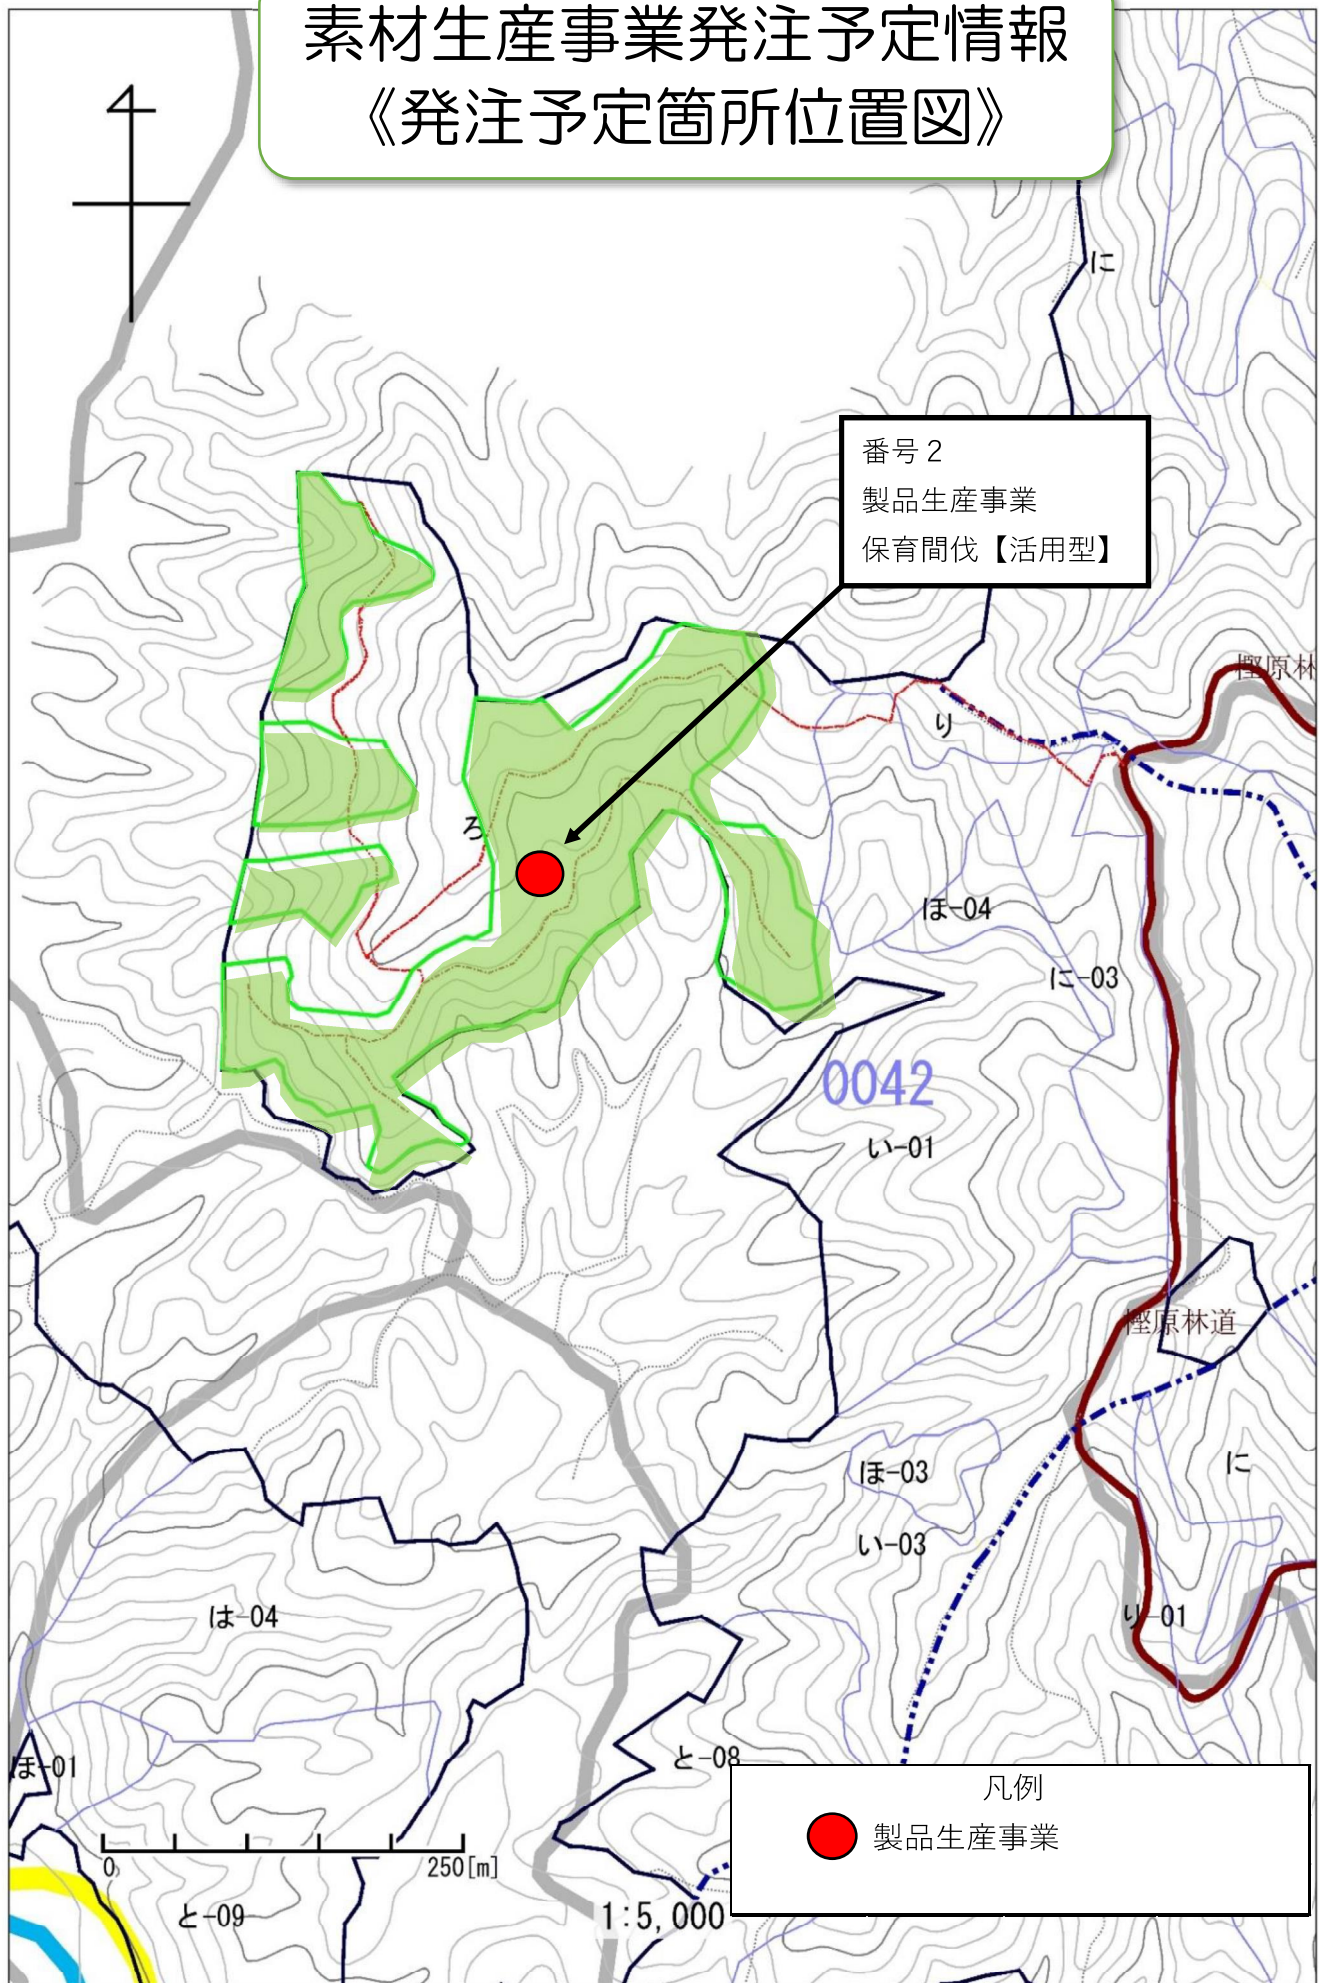 素材生産事業発注予定情報
《発注予定箇所位置図》
に
番号２
製品生産事業
保育間伐【活用型】
樫原林
り
ろ
ほ-04
に-03
0042
い-01
樫原林道
ほ-03
に
い-03
は-04
り-01
と-08
ほ-01
凡例
製品生産事業
0
250[m]
と-09
1:5,000